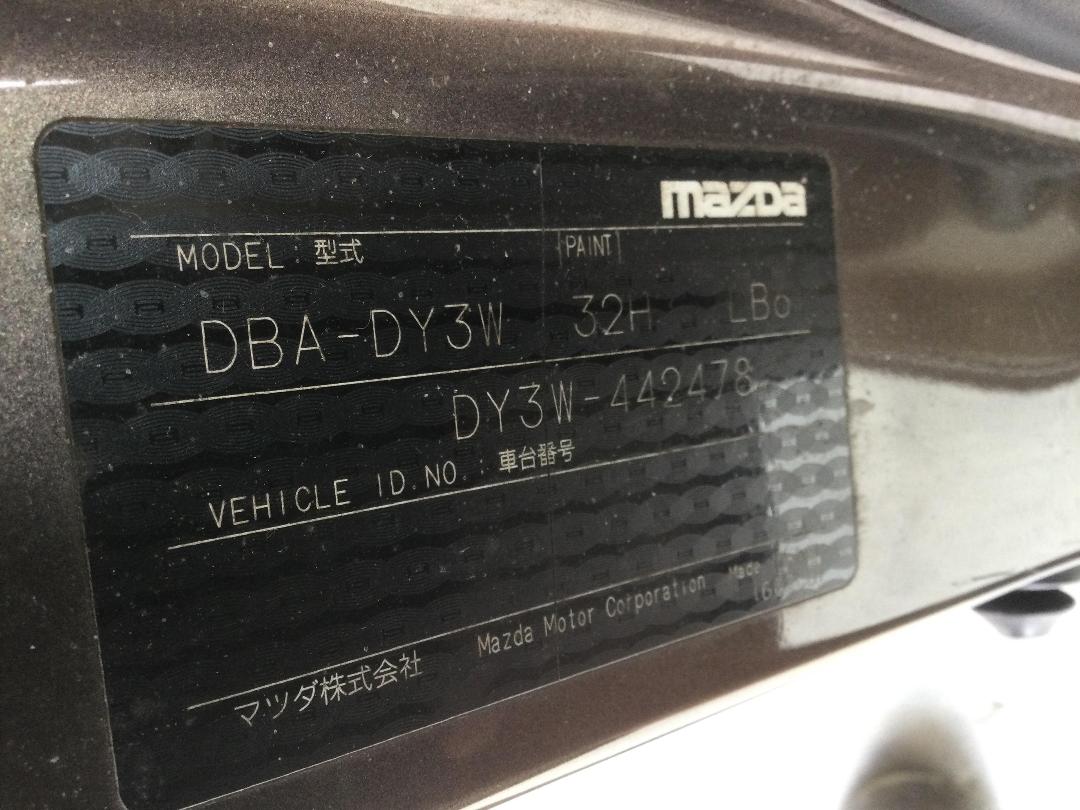 mazda
MODEL : 型式 PAINT
DBA-DY3W 32H LBo
DY3W-442478
VEHICLE ID.NO. : 車台番号
マツダ株式会社 Mazda Motor Corporation Made